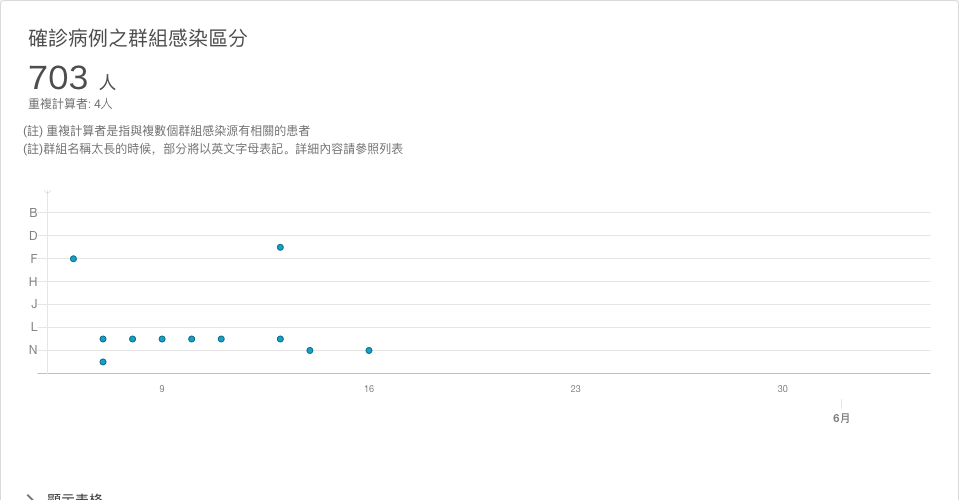 確診病例之群組感染區分
703 人
重複計算者: 4人
(註) 重複計算者是指與複數個群組感染源有相關的患者
(註)群組名稱太長的時候，部分將以英文字母表記。詳細內容請參照列表
B
D
F
H
J
L
N
9 16 23 30
6月
顯示表格